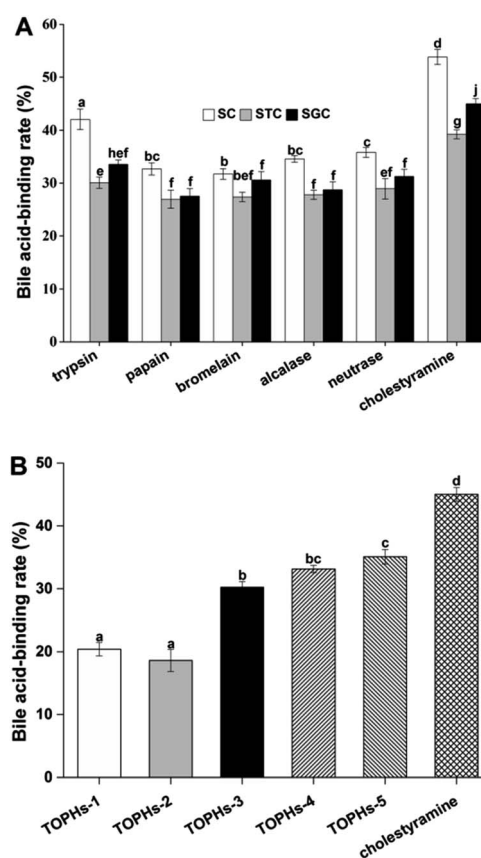 A
Bile acid-binding rate (%)
60
50
40
30
20
10
0
SC STC SGC
a
e
hef
bc
f
f
b
bef
f
bc
f
f
c
ef
f
d
g
j
trypsin
papain
bromelain
alcalase
neutrase
cholestyramine
B
Bile acid-binding rate (%)
50
40
30
20
10
0
a
a
b
bc
c
d
TOPHs-1
TOPHs-2
TOPHs-3
TOPHs-4
TOPHs-5
cholestyramine